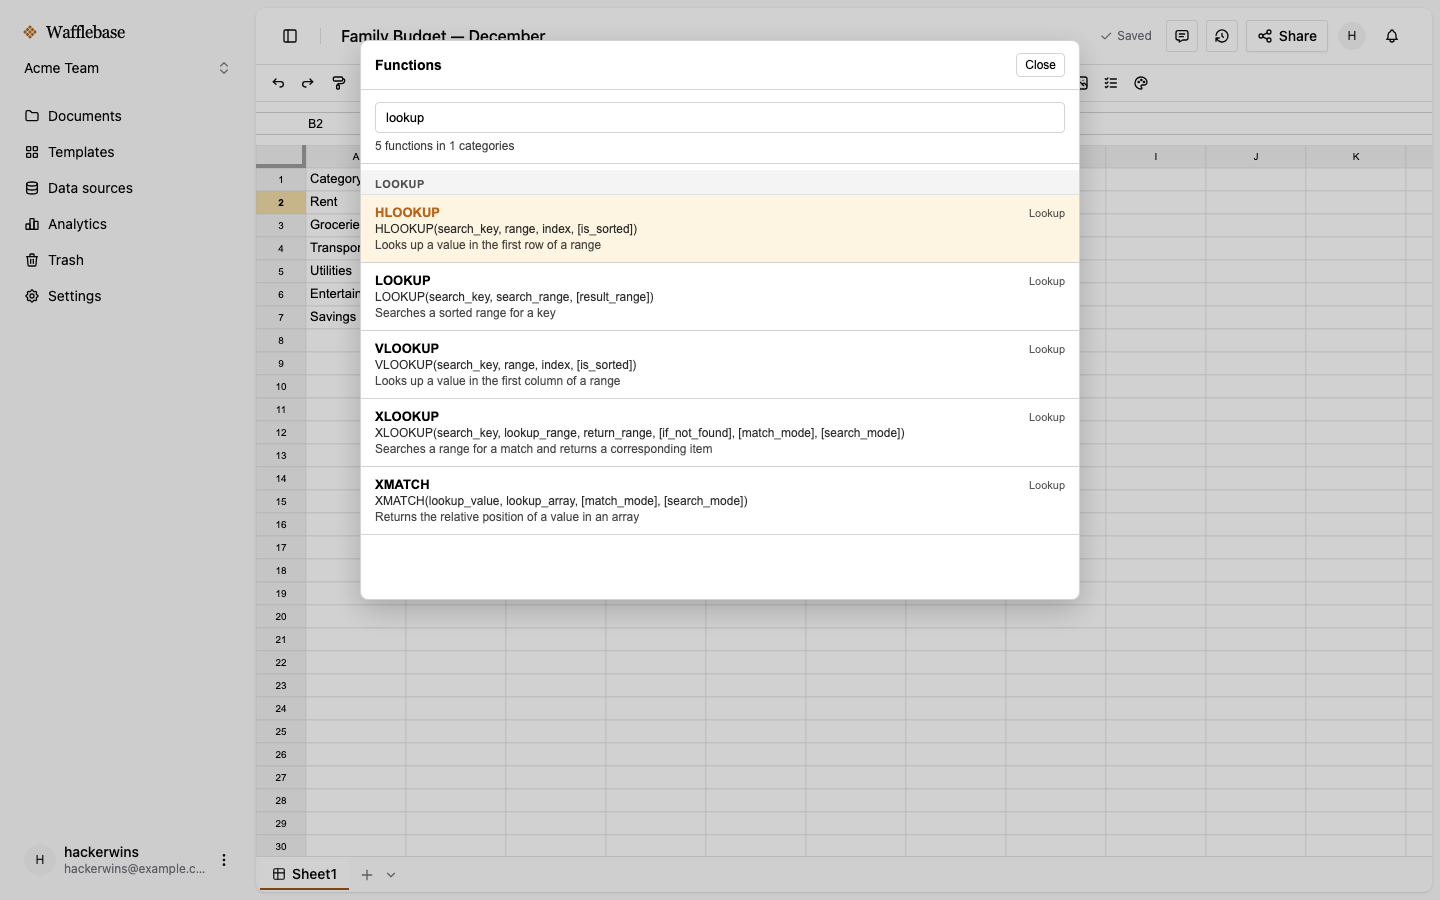 Wafflebase
Acme Team
Documents
Templates
Data sources
Analytics
Trash
Settings
H
hackerwins
hackerwins@example.c...
Family Budget — December
Saved
Share
H
B2
Functions
Close
lookup
5 functions in 1 categories
LOOKUP
HLOOKUP
Lookup
HLOOKUP(search_key, range, index, [is_sorted])
Looks up a value in the first row of a range
LOOKUP
Lookup
LOOKUP(search_key, search_range, [result_range])
Searches a sorted range for a key
VLOOKUP
Lookup
VLOOKUP(search_key, range, index, [is_sorted])
Looks up a value in the first column of a range
XLOOKUP
Lookup
XLOOKUP(search_key, lookup_range, return_range, [if_not_found], [match_mode], [search_mode])
Searches a range for a match and returns a corresponding item
XMATCH
Lookup
XMATCH(lookup_value, lookup_array, [match_mode], [search_mode])
Returns the relative position of a value in an array
A I J K
1 Category
2 Rent
3 Grocerie
4 Transpor
5 Utilities
6 Entertain
7 Savings
8
9
10
11
12
13
14
15
16
17
18
19
20
21
22
23
24
25
26
27
28
29
30
Sheet1